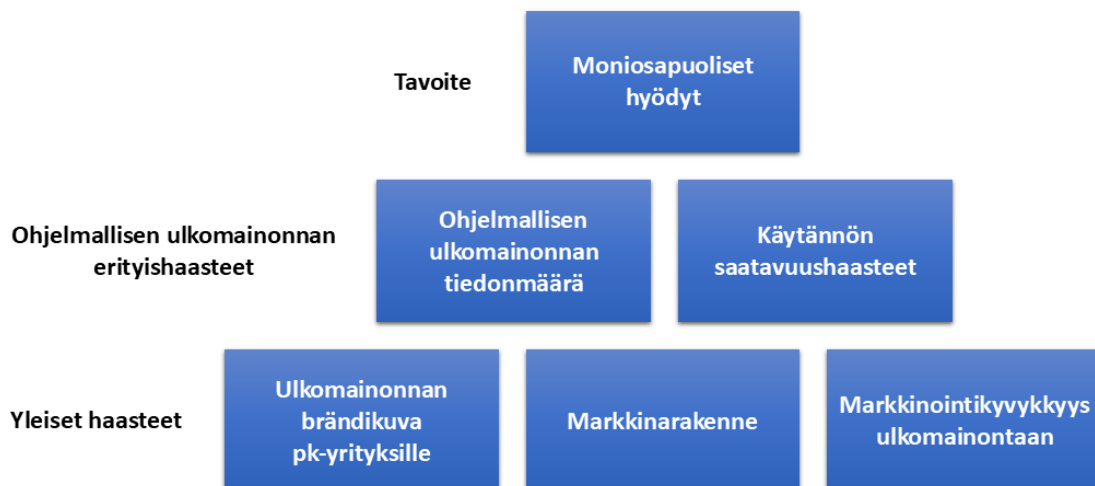 Tavoite
Moniosapuoliset
hyödyt
Ohjelmallisen ulkomainonnan
erityishaasteet
Ohjelmallisen
ulkomainonnan
tiedonmäärä
Käytännön
saatavuushaasteet
Yleiset haasteet
Ulkomainonnan
brändikuva
pk-yrityksille
Markkinarakenne
Markkinointikyvykkyys
ulkomainontaan